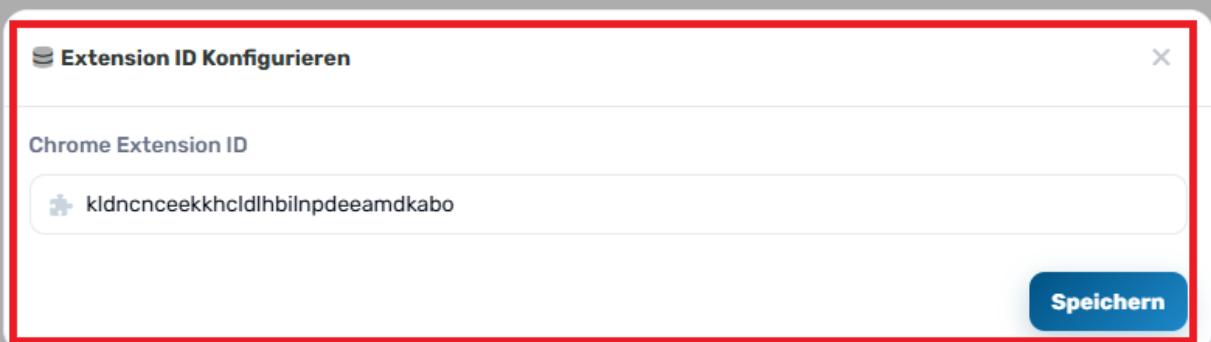 Extension ID Konfigurieren
Chrome Extension ID
kldncnceekkhcldlhbilnpdeeamdkabo
Speichern